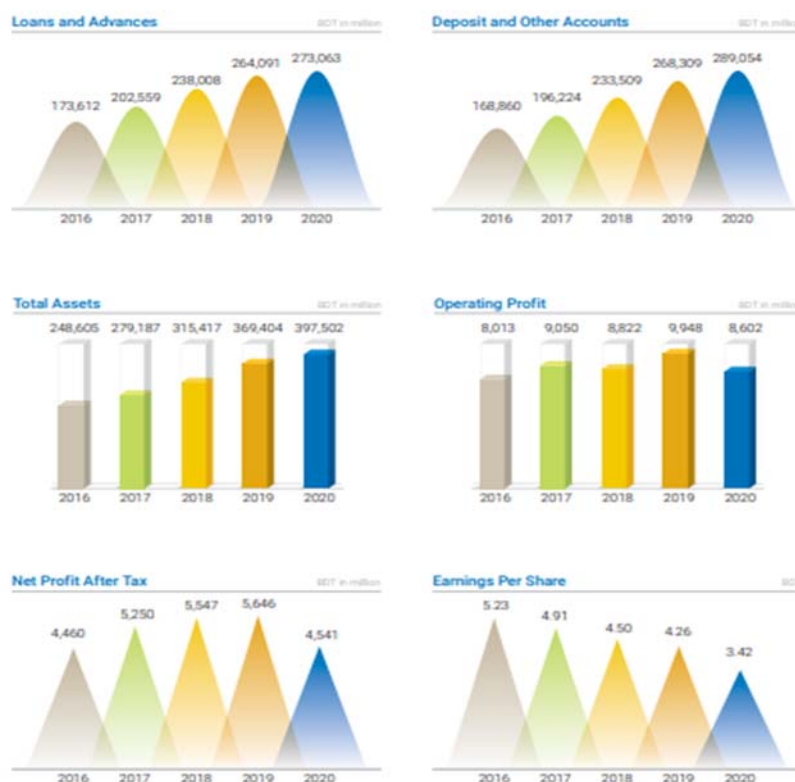 Loans and Advances
BDT in million
173,612 202,559 238,008 264,091 273,063
2016 2017 2018 2019 2020
Deposit and Other Accounts
BDT in million
168,860 196,224 233,509 268,309 289,054
2016 2017 2018 2019 2020
Total Assets
BDT in million
248,605 279,187 315,417 369,404 397,502
2016 2017 2018 2019 2020
Operating Profit
BDT in million
8,013 9,050 8,822 9,948 8,602
2016 2017 2018 2019 2020
Net Profit After Tax
BDT in million
4,460 5,250 5,547 5,646 4,541
2016 2017 2018 2019 2020
Earnings Per Share
5.23 4.91 4.50 4.26 3.42
2016 2017 2018 2019 2020